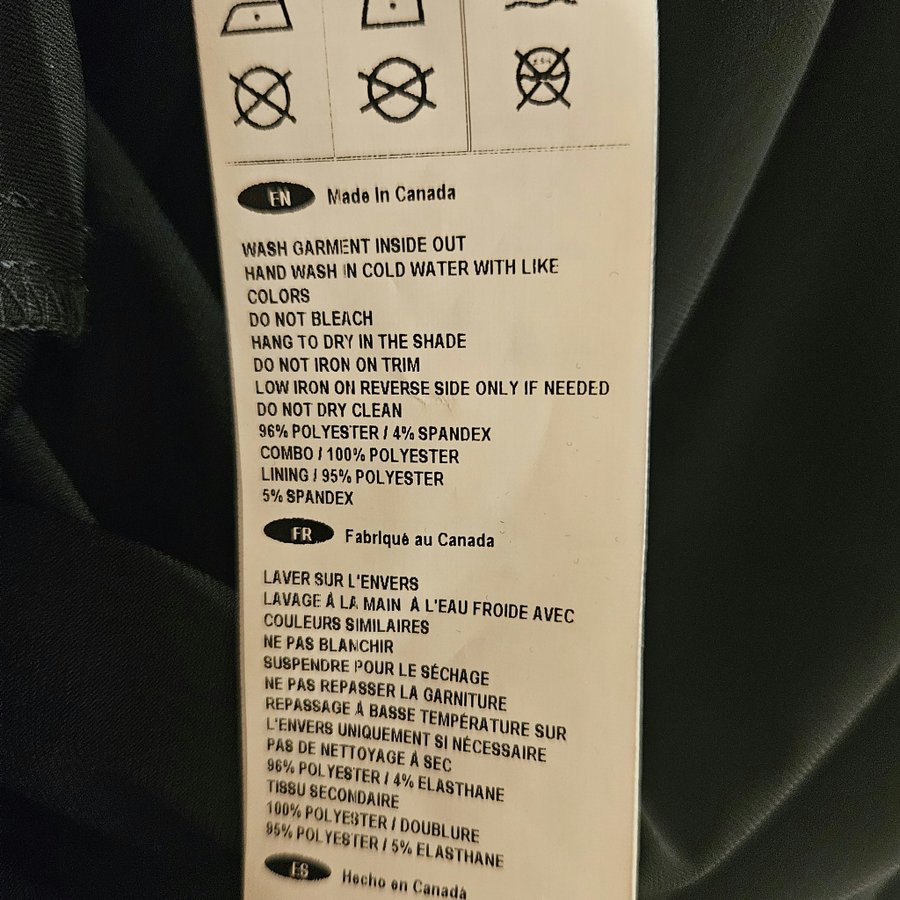 EN Made In Canada
WASH GARMENT INSIDE OUT
HAND WASH IN COLD WATER WITH LIKE
COLORS
DO NOT BLEACH
HANG TO DRY IN THE SHADE
DO NOT IRON ON TRIM
LOW IRON ON REVERSE SIDE ONLY IF NEEDED
DO NOT DRY CLEAN
96% POLYESTER / 4% SPANDEX
COMBO / 100% POLYESTER
LINING / 95% POLYESTER
5% SPANDEX
FR Fabriqué au Canada
LAVER SUR L'ENVERS
LAVAGE À LA MAIN À L'EAU FROIDE AVEC
COULEURS SIMILAIRES
NE PAS BLANCHIR
SUSPENDRE POUR LE SÉCHAGE
NE PAS REPASSER LA GARNITURE
REPASSAGE À BASSE TEMPÉRATURE SUR
L'ENVERS UNIQUEMENT SI NÉCESSAIRE
PAS DE NETTOYAGE À SEC
96% POLYESTER / 4% ELASTHANE
TISSU SECONDAIRE
100% POLYESTER / DOUBLURE
95% POLYESTER / 5% ELASTHANE
ES Hecho en Canadá